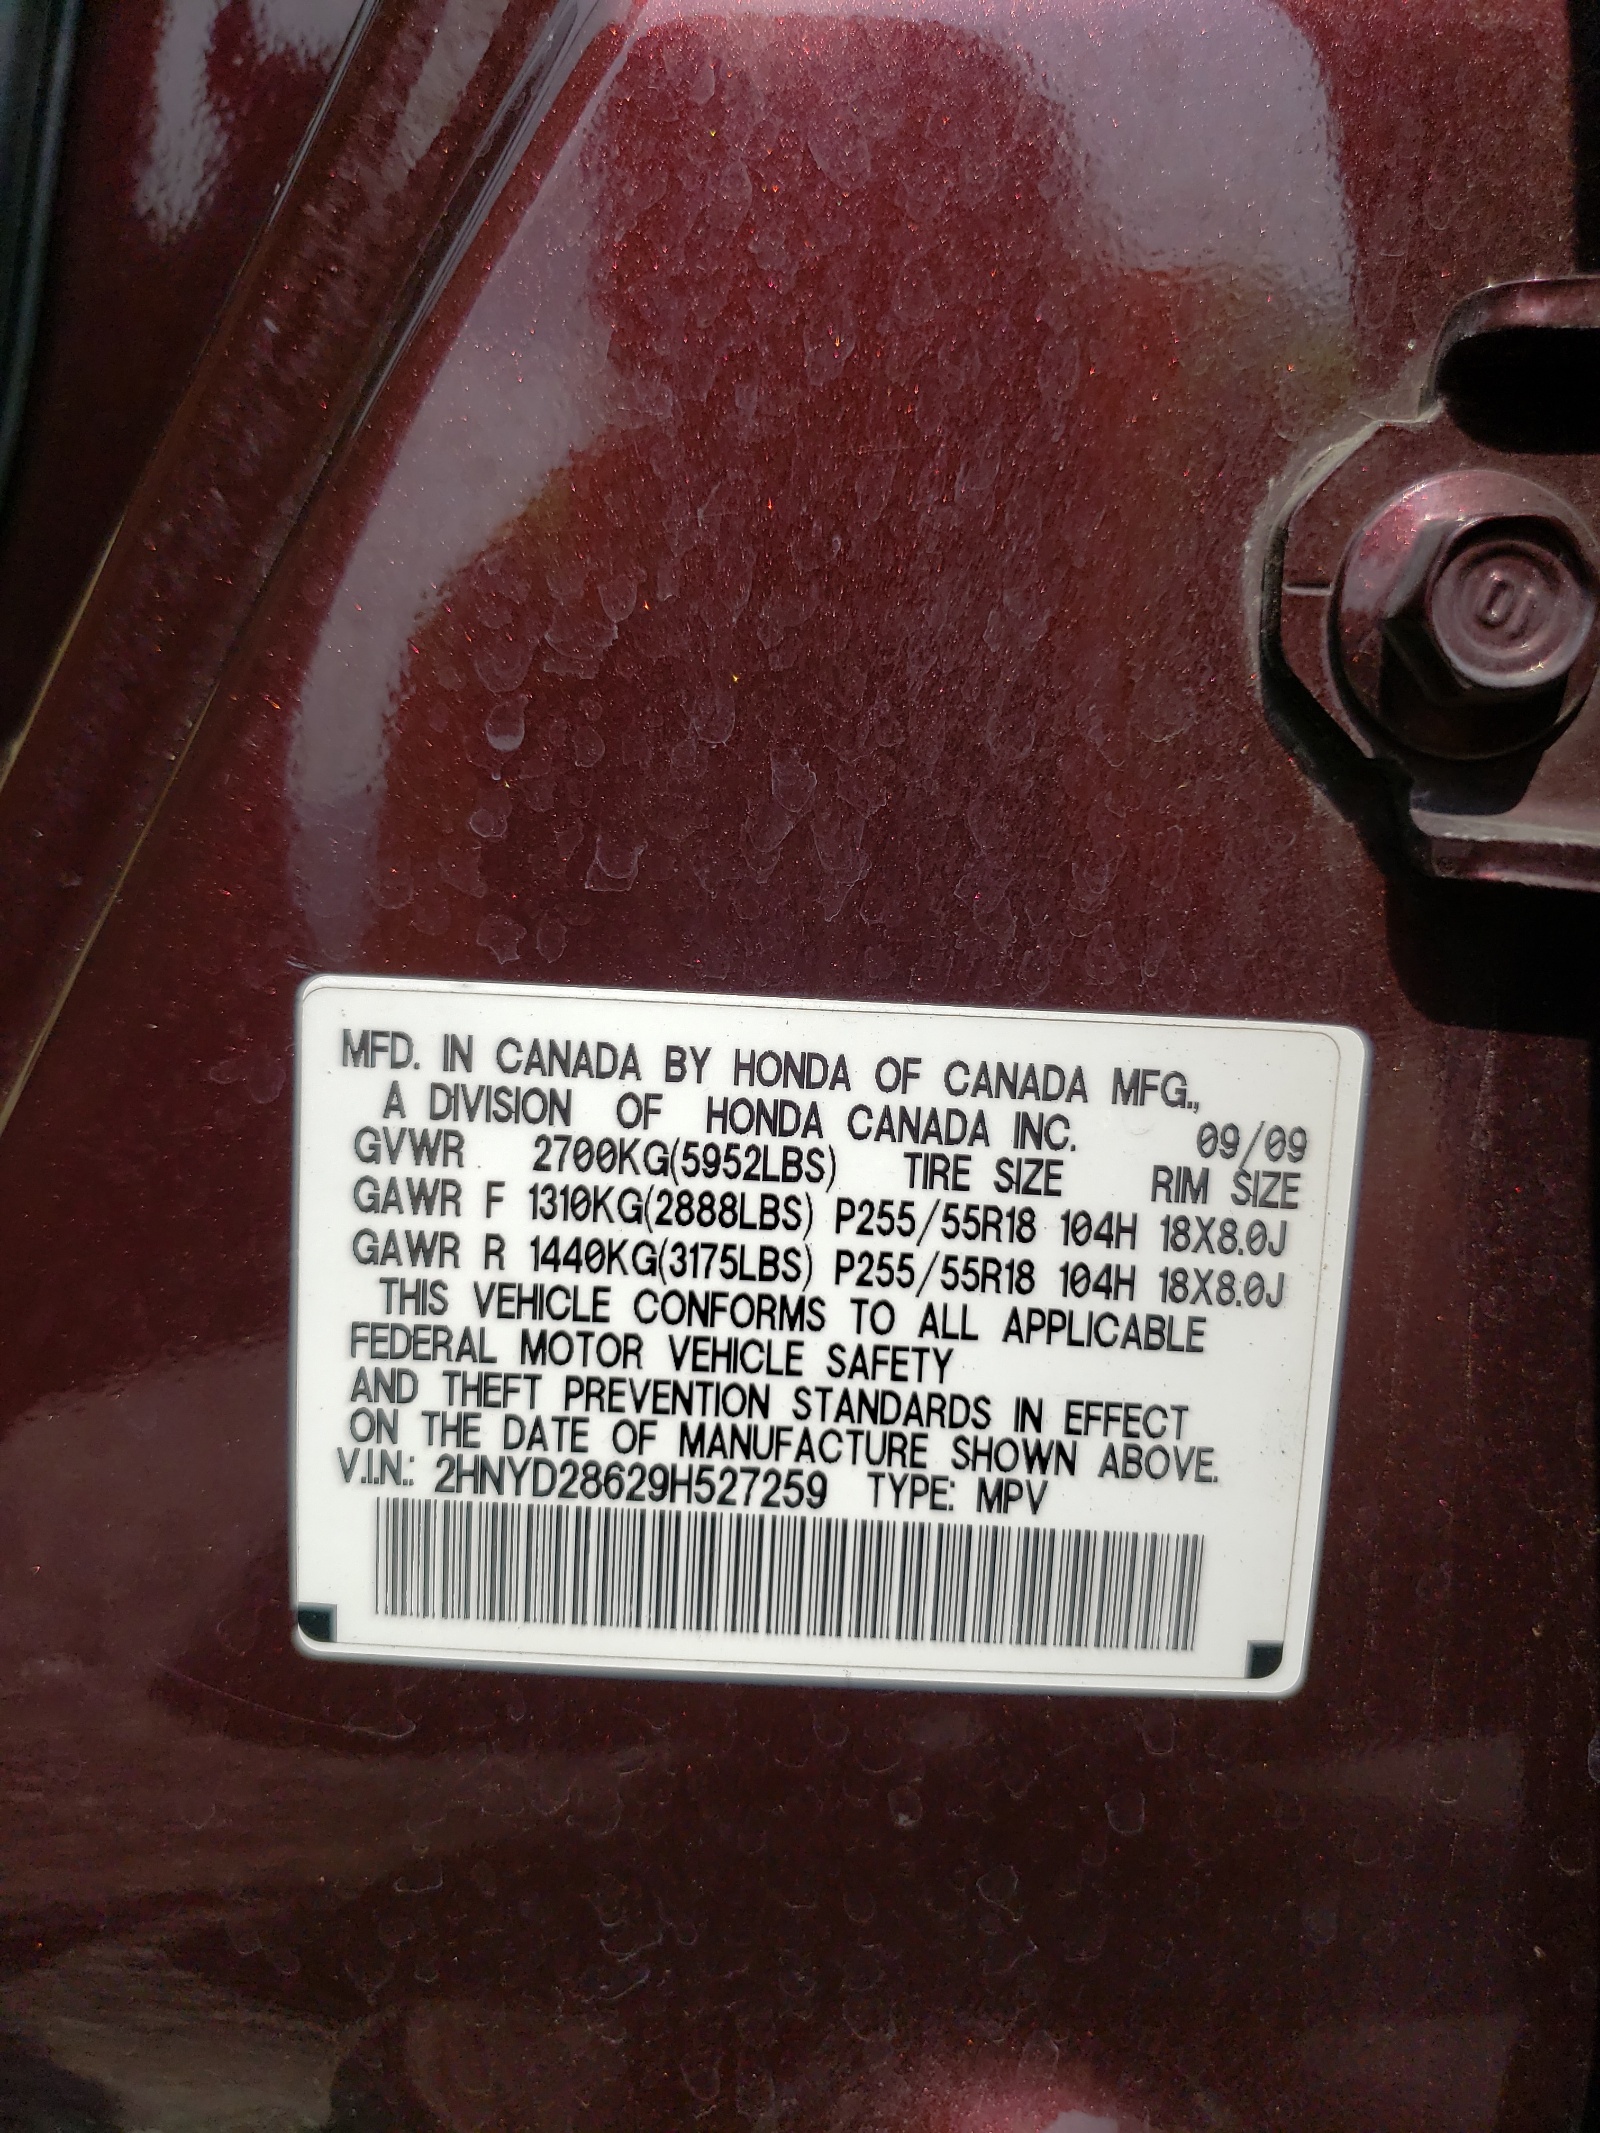 MFD. IN CANADA BY HONDA OF CANADA MFG.,
A DIVISION OF HONDA CANADA INC. 09/09
GVWR 2700KG(5952LBS) TIRE SIZE RIM SIZE
GAWR F 1310KG(2888LBS) P255/55R18 104H 18X8.0J
GAWR R 1440KG(3175LBS) P255/55R18 104H 18X8.0J
THIS VEHICLE CONFORMS TO ALL APPLICABLE
FEDERAL MOTOR VEHICLE SAFETY
AND THEFT PREVENTION STANDARDS IN EFFECT
ON THE DATE OF MANUFACTURE SHOWN ABOVE.
V.I.N.: 2HNYD28629H527259 TYPE: MPV